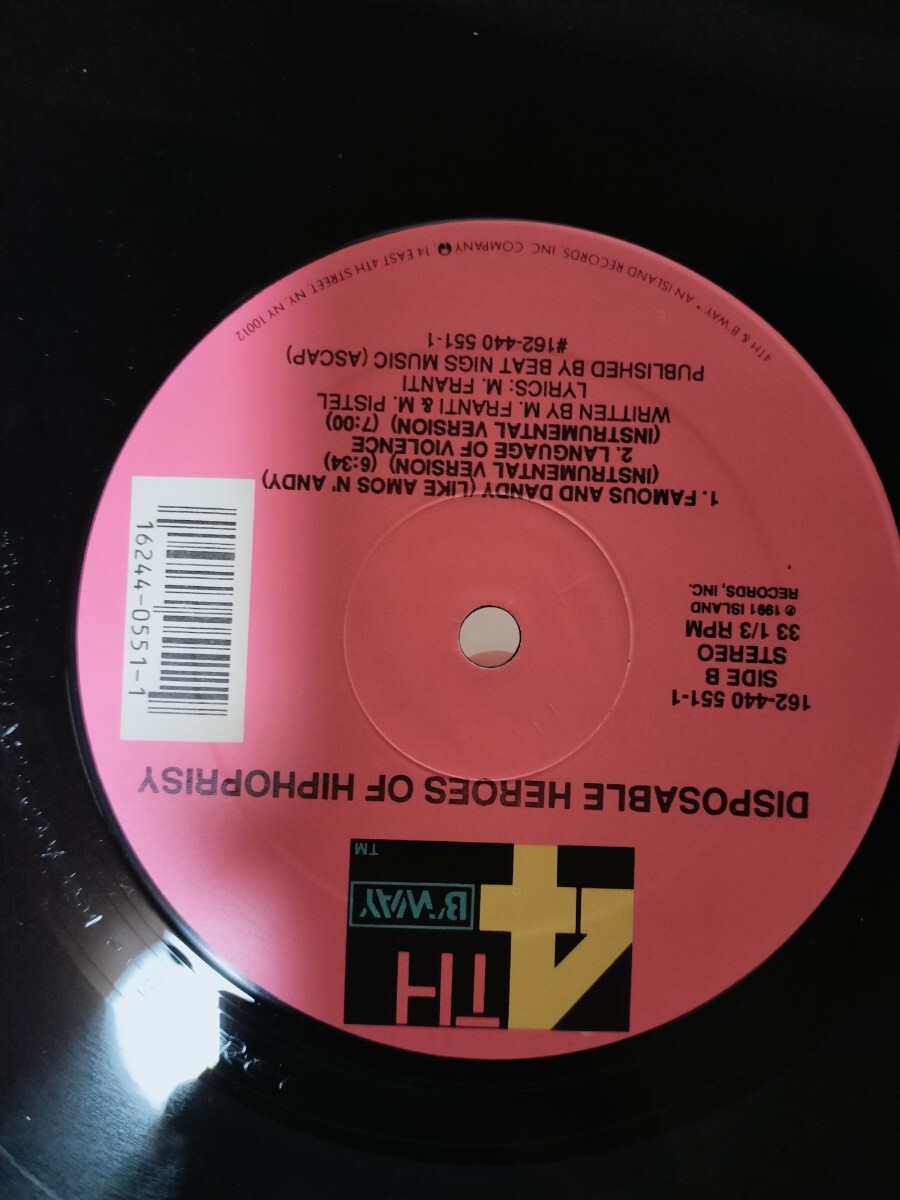 4TH
B'WAY
TM
DISPOSABLE HEROES OF HIPHOPRISY
162-440 551-1
SIDE B
STEREO
33 1/3 RPM
℗ 1991 ISLAND
RECORDS, INC.
16244-0551-1
1. FAMOUS AND DANDY (LIKE AMOS N' ANDY)
(INSTRUMENTAL VERSION) (6:34)
2. LANGUAGE OF VIOLENCE
(INSTRUMENTAL VERSION) (7:00)
WRITTEN BY M. FRANTI & M. PISTEL
LYRICS: M. FRANTI
PUBLISHED BY BEAT NIGS MUSIC (ASCAP)
#162-440 551-1
4TH & B'WAY ™ AN ISLAND RECORDS, INC. COMPANY 14 EAST 4TH STREET, NY, NY 10012